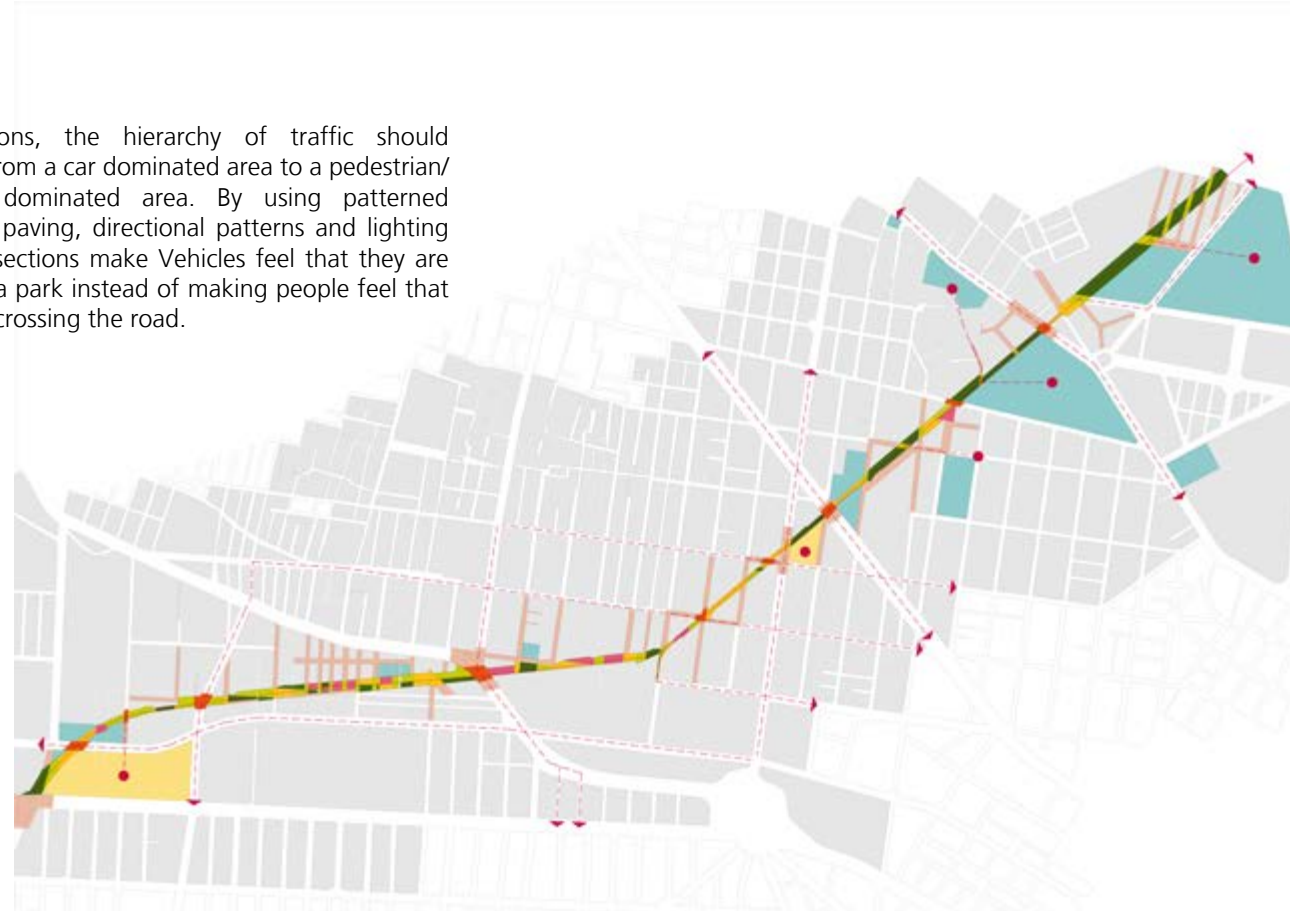 ons, the hierarchy of traffic should
rom a car dominated area to a pedestrian/
dominated area. By using patterned
paving, directional patterns and lighting
sections make Vehicles feel that they are
a park instead of making people feel that
crossing the road.